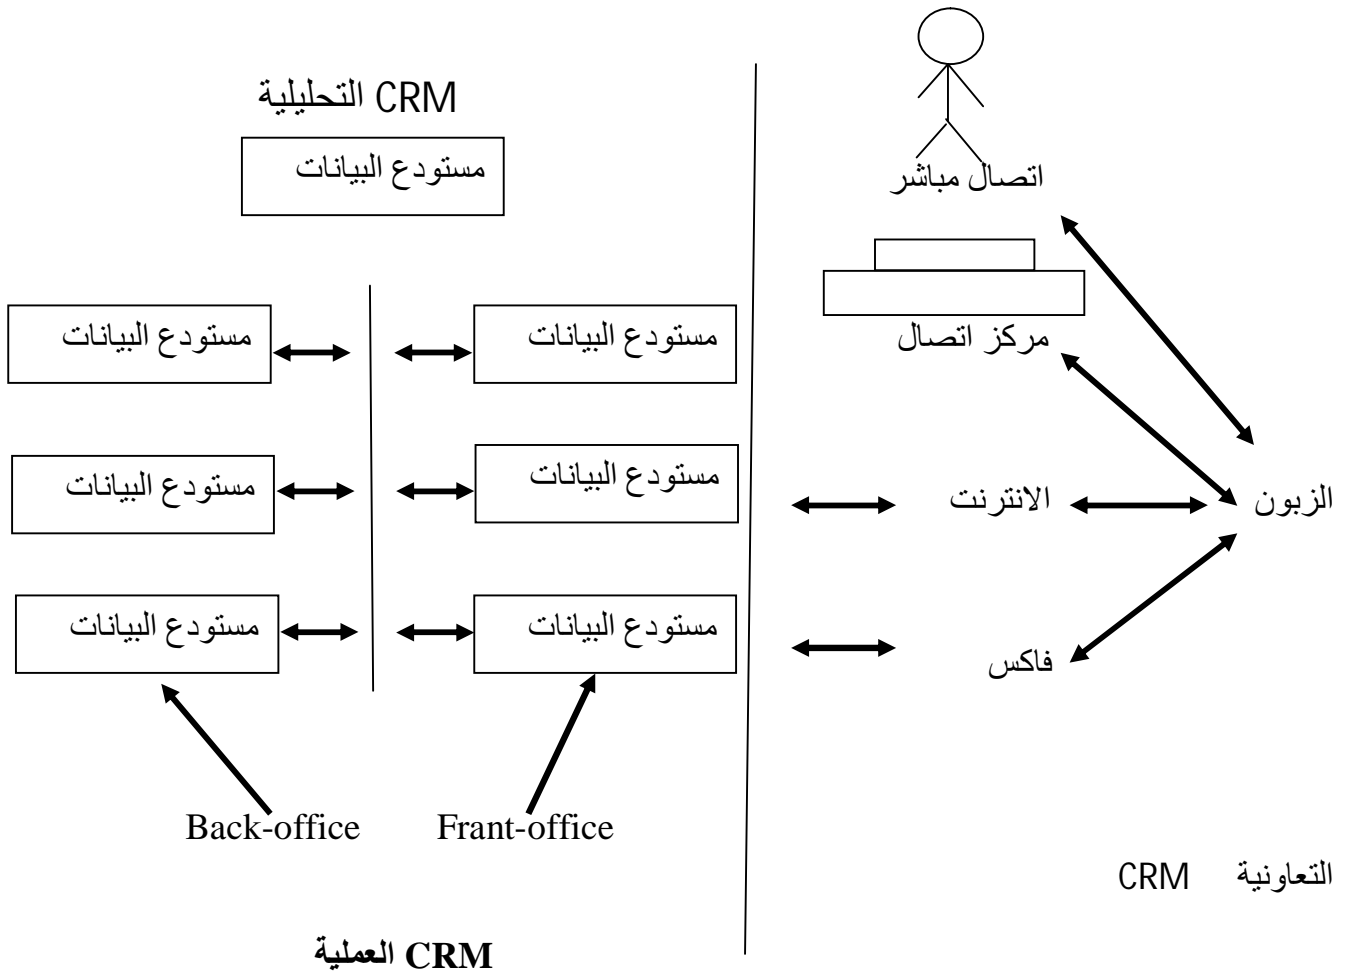 CRM التحليلية
مستودع البيانات
اتصال مباشر
مركز اتصال
مستودع البيانات
مستودع البيانات
مستودع البيانات
مستودع البيانات
الانترنت
الزبون
مستودع البيانات
مستودع البيانات
فاكس
Back-office
Frant-office
التعاونية CRM
CRM العملية